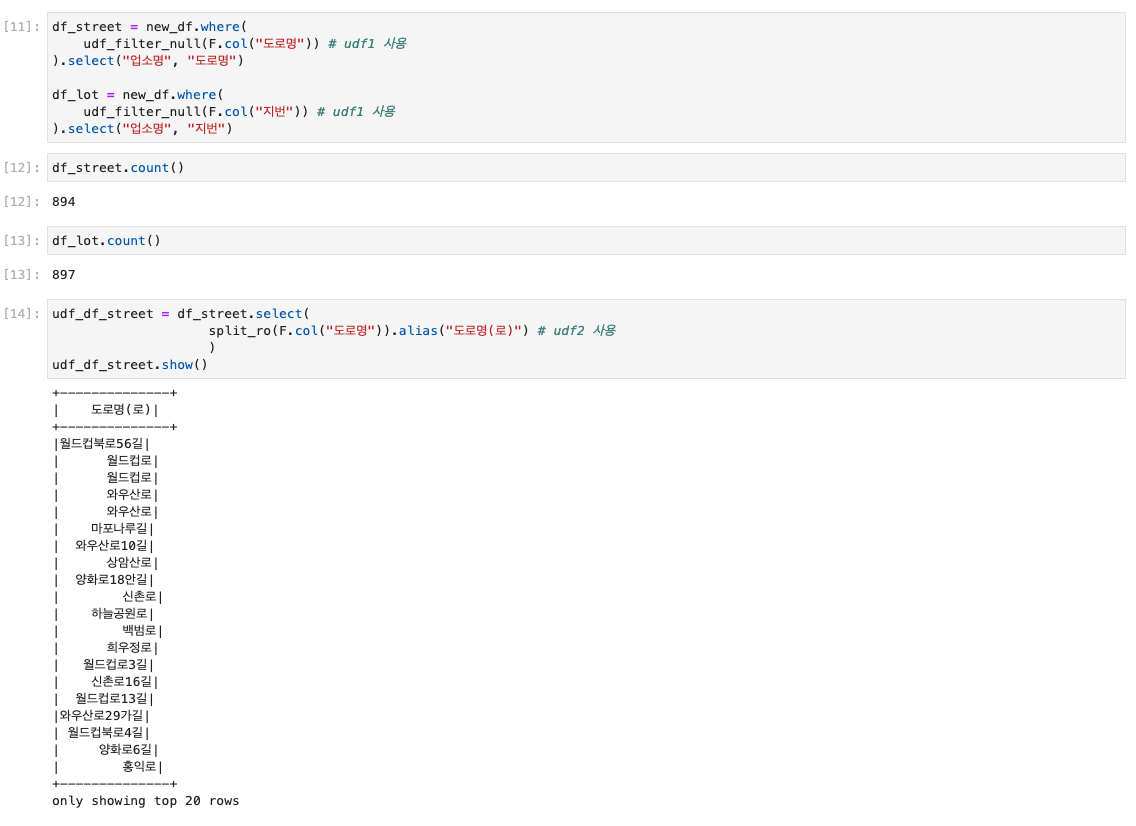 [11]: df_street = new_df.where(
    udf_filter_null(F.col("도로명")) # udf1 사용
).select("업소명", "도로명")

df_lot = new_df.where(
    udf_filter_null(F.col("지번")) # udf1 사용
).select("업소명", "지번")
[12]: df_street.count()
[12]: 894
[13]: df_lot.count()
[13]: 897
[14]: udf_df_street = df_street.select(
                    split_ro(F.col("도로명")).alias("도로명(로)") # udf2 사용
                    )
udf_df_street.show()
+--------------+
|    도로명(로)|
+--------------+
|월드컵북로56길|
|      월드컵로|
|      월드컵로|
|      와우산로|
|      와우산로|
|    마포나루길|
|  와우산로10길|
|      상암산로|
|  양화로18안길|
|        신촌로|
|    하늘공원로|
|        백범로|
|      희우정로|
|   월드컵로3길|
|    신촌로16길|
|  월드컵로13길|
|와우산로29가길|
| 월드컵북로4길|
|     양화로6길|
|        홍익로|
+--------------+
only showing top 20 rows